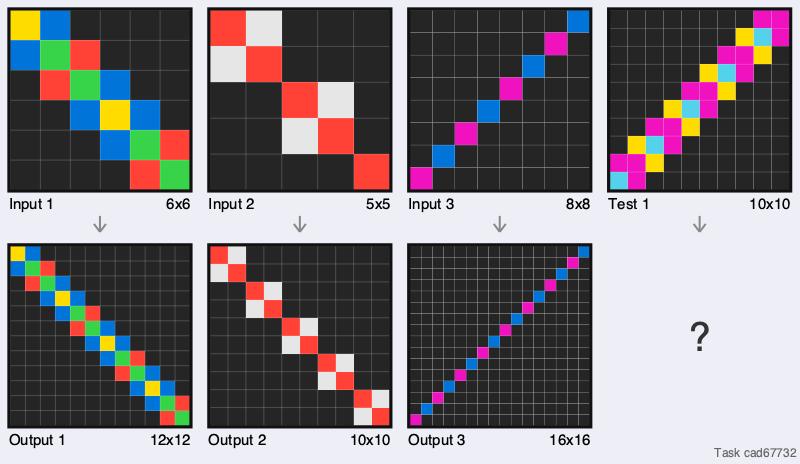 Input 1 6x6
Input 2 5x5
Input 3 8x8
Test 1 10x10
?
Output 1 12x12
Output 2 10x10
Output 3 16x16
Task cad67732